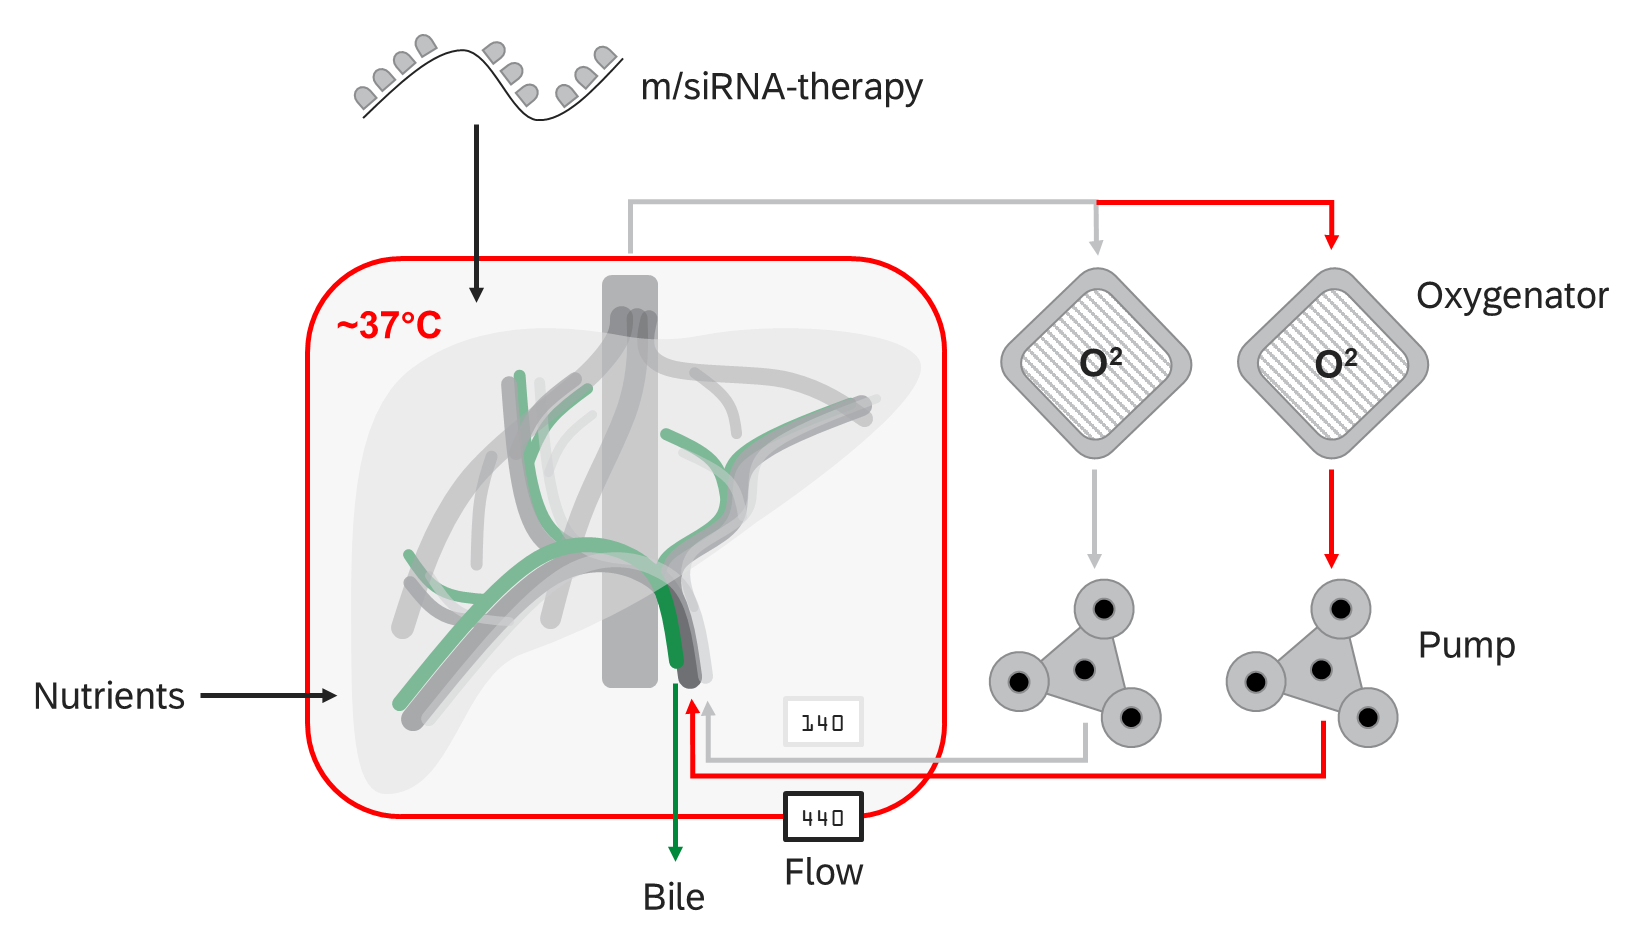 m/siRNA-therapy
~37°C
Oxygenator
O²
O²
Pump
Nutrients
140
440
Flow
Bile